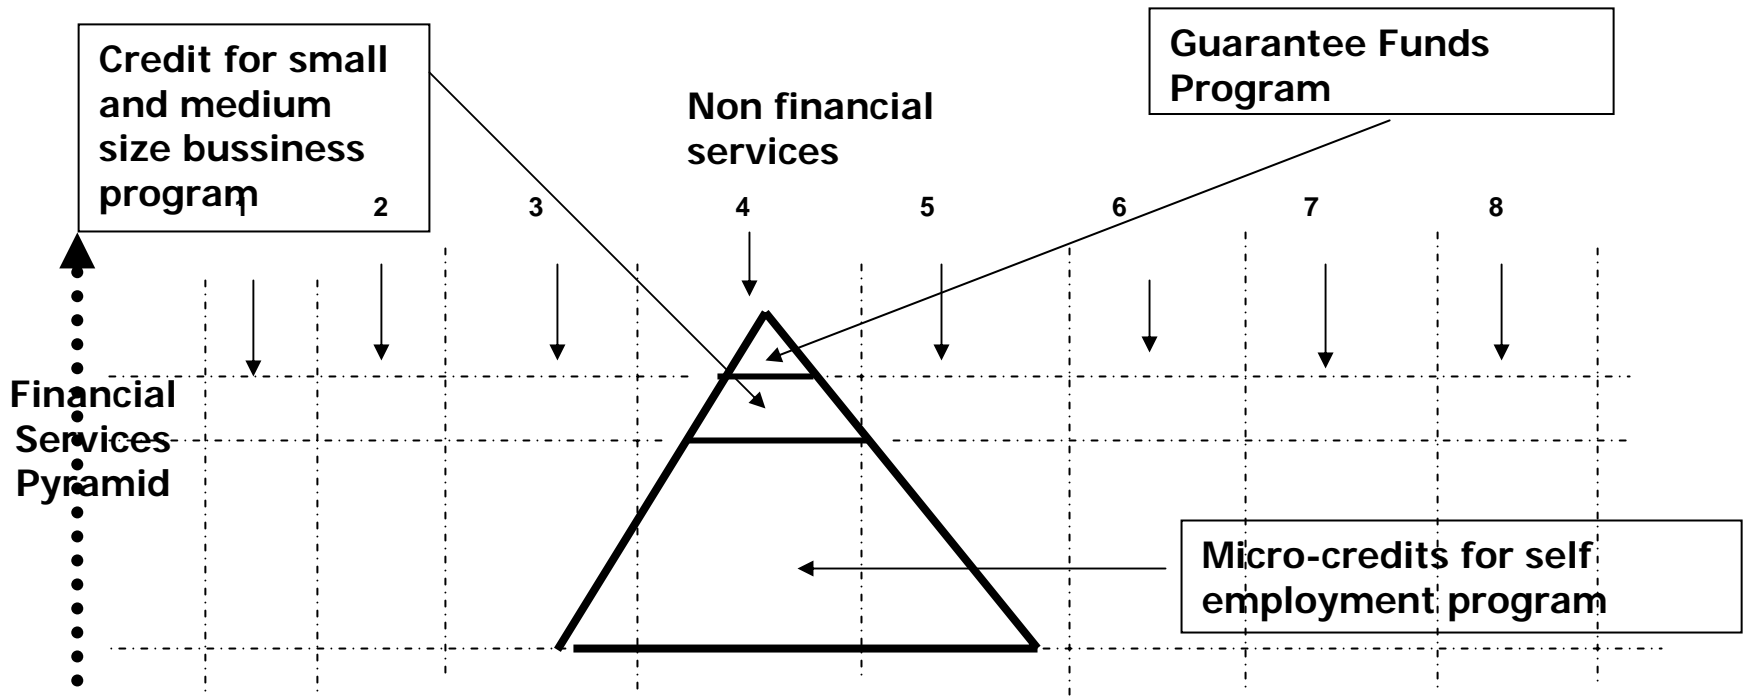 Credit for small
and medium
size bussiness
program
Non financial
services
Guarantee Funds
Program
1 2 3 4 5 6 7 8
Financial
Services
Pyramid
Micro-credits for self
employment program